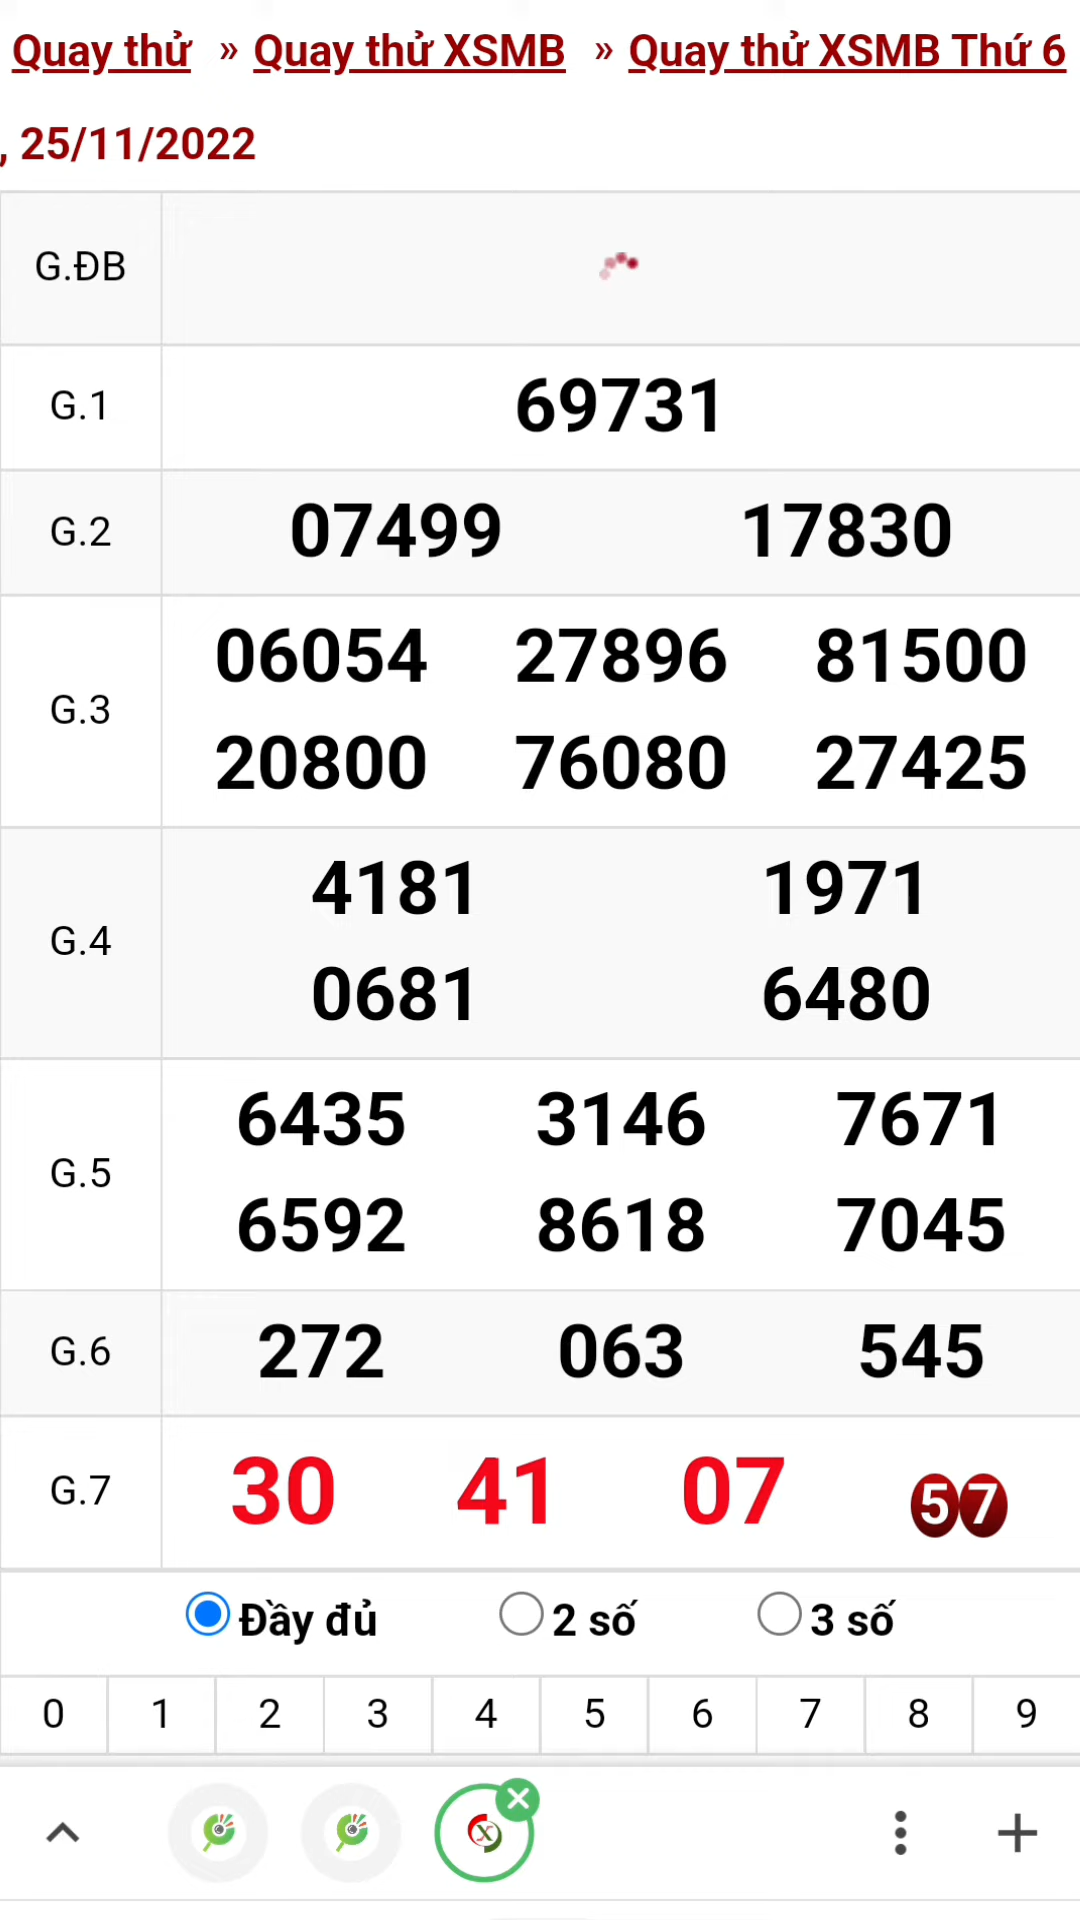 Quay thử » Quay thử XSMB » Quay thử XSMB Thứ 6
, 25/11/2022
G.ĐB
G.1 69731
G.2 07499 17830
G.3 06054 27896 81500
20800 76080 27425
G.4 4181 1971
0681 6480
G.5 6435 3146 7671
6592 8618 7045
G.6 272 063 545
G.7 30 41 07 57
Đầy đủ 2 số 3 số
0 1 2 3 4 5 6 7 8 9